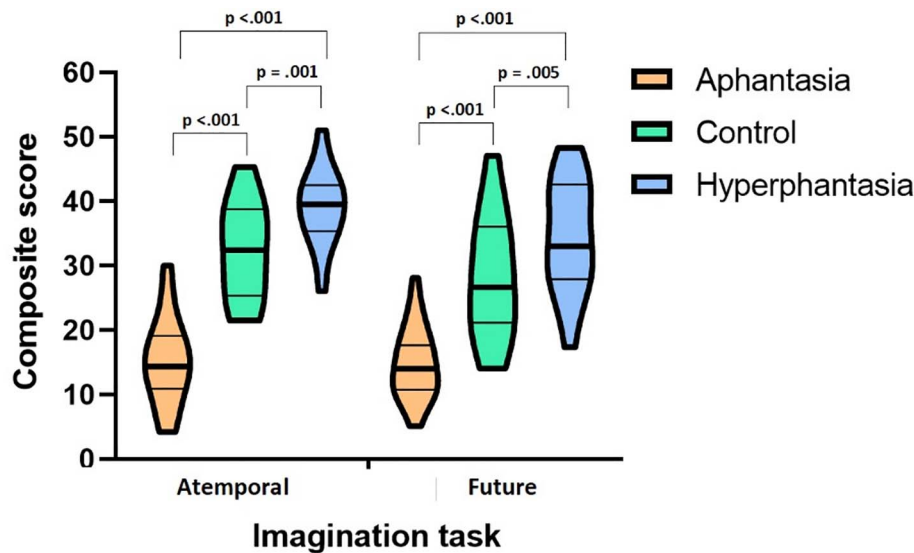 p <.001
p <.001
p = .001
p = .005
p <.001
p <.001
60
50
40
30
20
10
0
Composite score
Atemporal
Future
Imagination task
Aphantasia
Control
Hyperphantasia